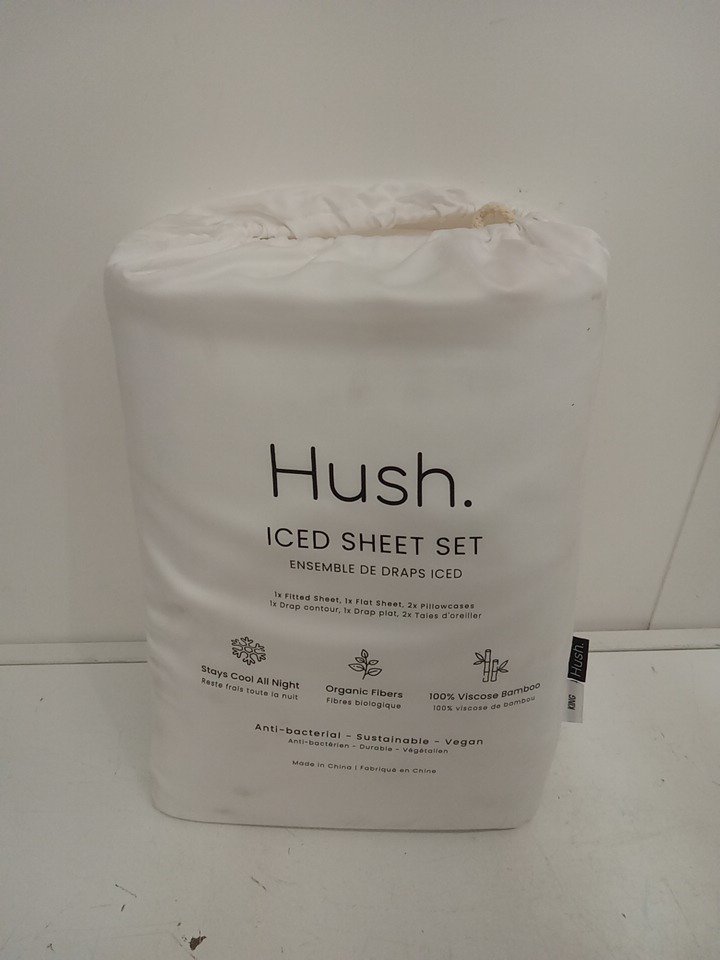 Hush.
ICED SHEET SET
ENSEMBLE DE DRAPS ICED
1x Fitted Sheet, 1x Flat Sheet, 2x Pillowcases
1x Drap contour, 1x Drap plat, 2x Taies d'oreiller
Stays Cool All Night
Reste frais toute la nuit
Organic Fibers
Fibres biologique
100% Viscose Bamboo
100% viscose de bambou
Anti-bacterial - Sustainable - Vegan
Anti-bactérien - Durable - Végétalien
Made in China | Fabriqué en Chine
KING
Hush.